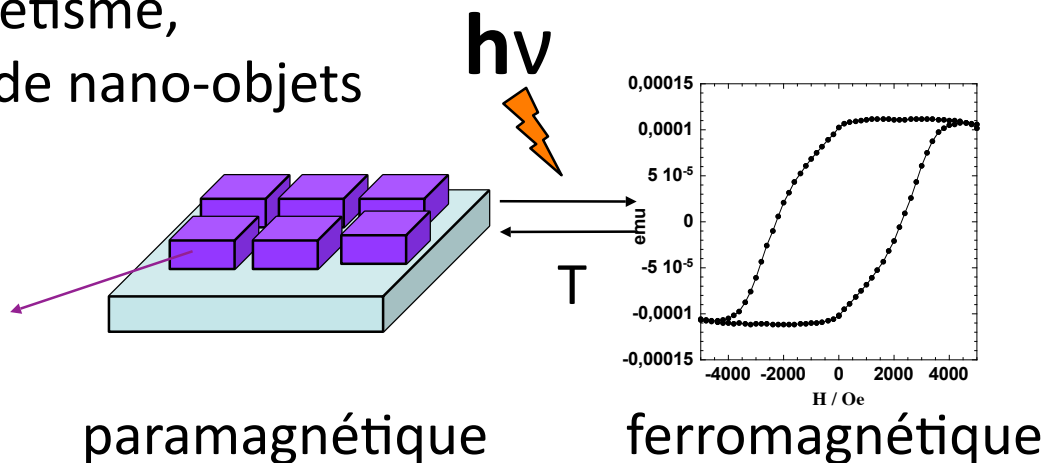 de nano-objets
hν
T
0,00015
0,0001
5 10-5
0
-5 10-5
-0,0001
-0,00015
emu
-4000 -2000 0 2000 4000
H / Oe
paramagnétique
ferromagnétique